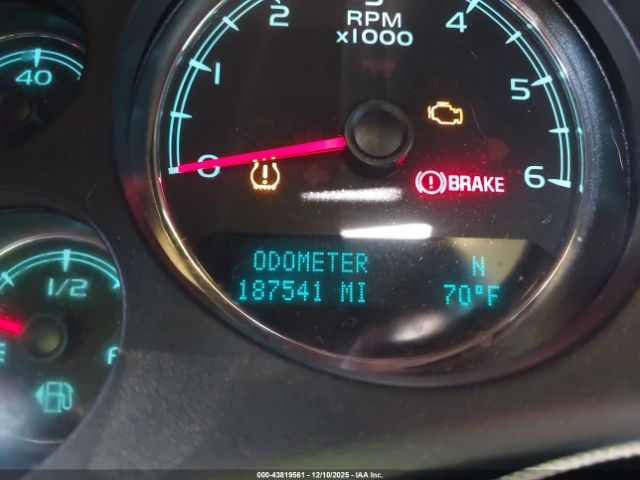 40
1
2
3
RPM
x1000
4
5
6
0
BRAKE
1/2
F
ODOMETER
N
187541 MI
70°F
000-43819561 - 12/10/2025 - IAA Inc.